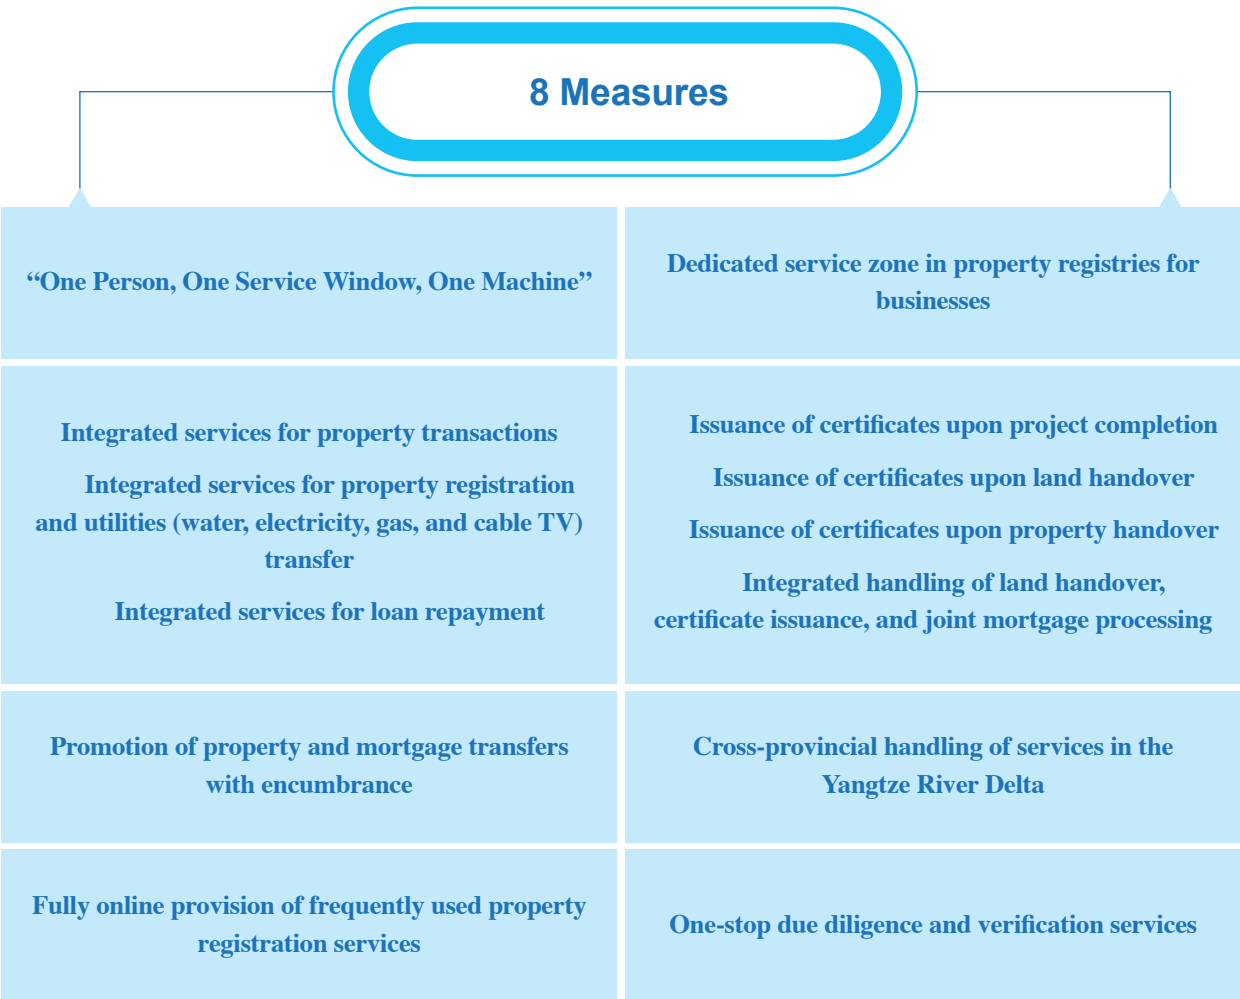 8 Measures
“One Person, One Service Window, One Machine”
Dedicated service zone in property registries for
businesses
Integrated services for property transactions
Integrated services for property registration
and utilities (water, electricity, gas, and cable TV)
transfer
Integrated services for loan repayment
Issuance of certificates upon project completion
Issuance of certificates upon land handover
Issuance of certificates upon property handover
Integrated handling of land handover,
certificate issuance, and joint mortgage processing
Promotion of property and mortgage transfers
with encumbrance
Cross-provincial handling of services in the
Yangtze River Delta
Fully online provision of frequently used property
registration services
One-stop due diligence and verification services